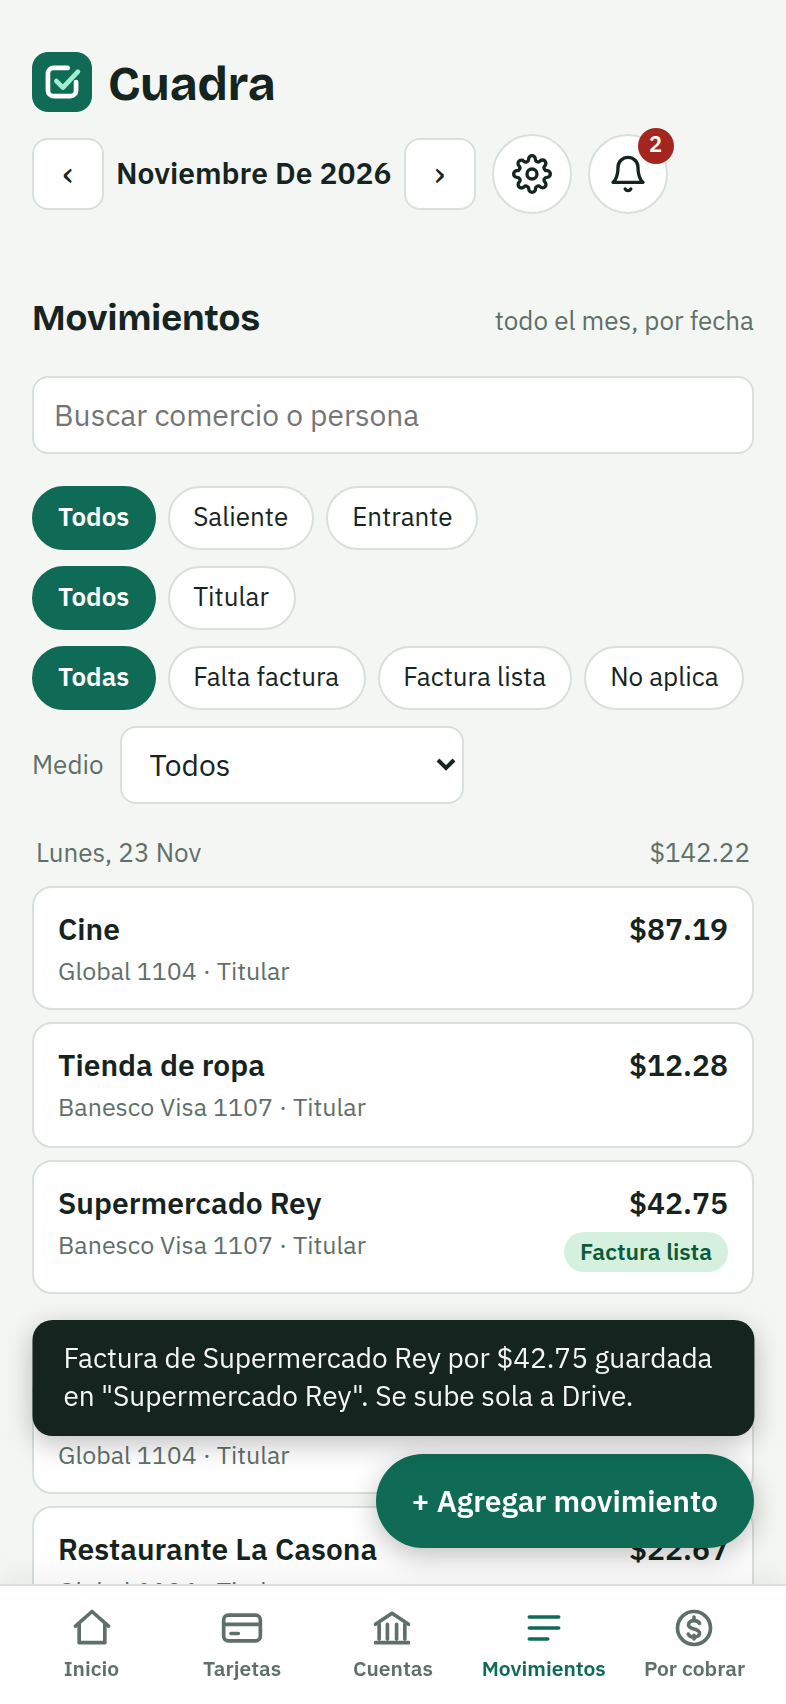 Cuadra
‹ Noviembre De 2026 › 2
Movimientos todo el mes, por fecha
Buscar comercio o persona
Todos Saliente Entrante
Todos Titular
Todas Falta factura Factura lista No aplica
Medio Todos
Lunes, 23 Nov $142.22
Cine $87.19
Global 1104 · Titular
Tienda de ropa $12.28
Banesco Visa 1107 · Titular
Supermercado Rey $42.75
Banesco Visa 1107 · Titular Factura lista
Factura de Supermercado Rey por $42.75 guardada
en "Supermercado Rey". Se sube sola a Drive.
Global 1104 · Titular
+ Agregar movimiento
Restaurante La Casona $22.67
Inicio Tarjetas Cuentas Movimientos Por cobrar